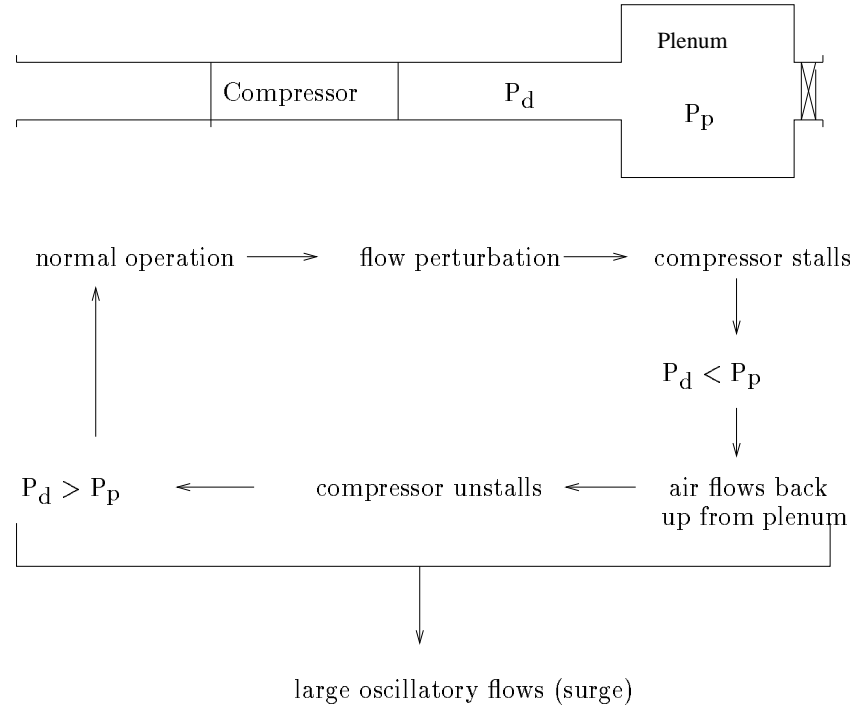 Plenum
Compressor
P_d
P_p
normal operation
flow perturbation
compressor stalls
P_d < P_p
P_d > P_p
compressor unstalls
air flows back
up from plenum
large oscillatory flows (surge)